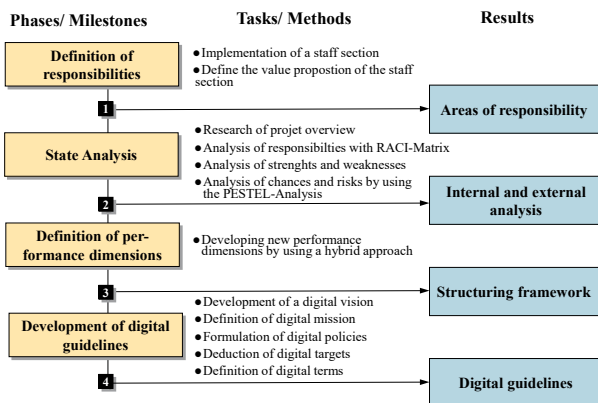 Phases/ Milestones
Tasks/ Methods
Results
Definition of
responsibilities
●Implementation of a staff section
●Define the value propostion of the staff
section
1
Areas of responsibility
State Analysis
●Research of projet overview
●Analysis of responsibilties with RACI-Matrix
●Analysis of strenghts and weaknesses
●Analysis of chances and risks by using
the PESTEL-Analysis
2
Internal and external
analysis
Definition of per-
formance dimensions
●Developing new performance
dimensions by using a hybrid approach
3
Structuring framework
Development of digital
guidelines
●Development of a digital vision
●Definition of digital mission
●Formulation of digital policies
●Deduction of digital targets
●Definition of digital terms
4
Digital guidelines